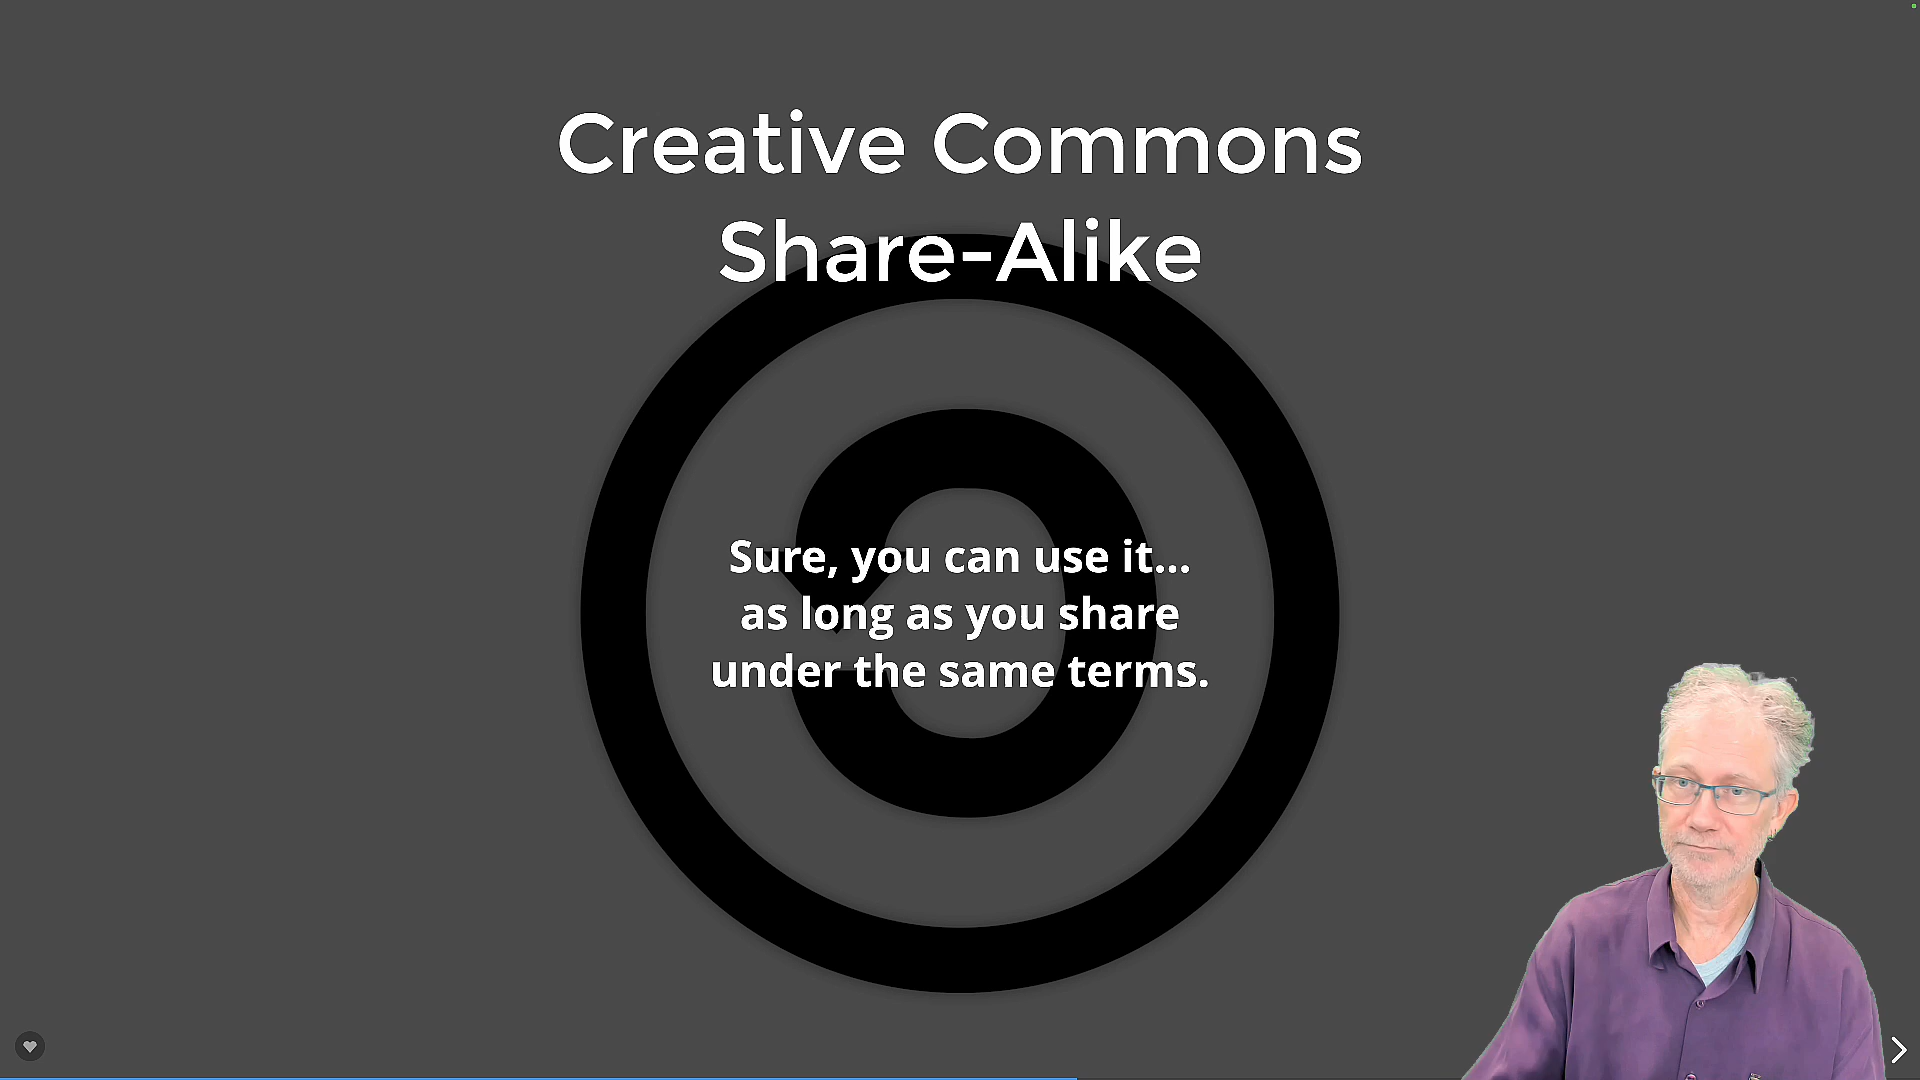 Creative Commons
Share-Alike
Sure, you can use it...
as long as you share
under the same terms.